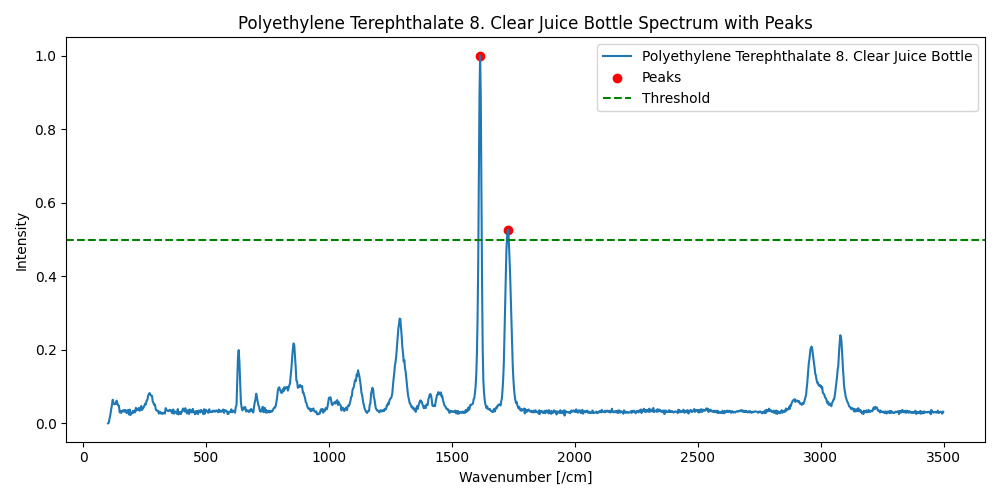 Polyethylene Terephthalate 8. Clear Juice Bottle Spectrum with Peaks
Polyethylene Terephthalate 8. Clear Juice Bottle
Peaks
Threshold
Intensity
1.0
0.8
0.6
0.4
0.2
0.0
0 500 1000 1500 2000 2500 3000 3500
Wavenumber [/cm]